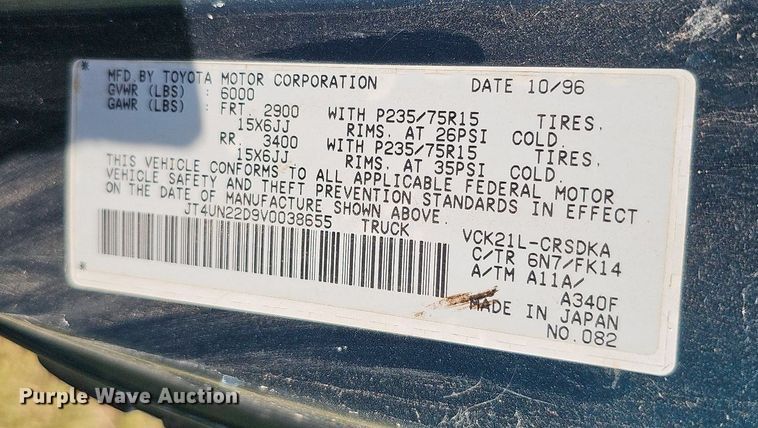 MFD. BY TOYOTA MOTOR CORPORATION DATE 10/96
GVWR (LBS) : 6000
GAWR (LBS) : FRT. 2900 WITH P235/75R15 TIRES,
15X6JJ RIMS, AT 26PSI COLD.
RR. 3400 WITH P235/75R15 TIRES,
15X6JJ RIMS, AT 35PSI COLD.
THIS VEHICLE CONFORMS TO ALL APPLICABLE FEDERAL MOTOR
VEHICLE SAFETY AND THEFT PREVENTION STANDARDS IN EFFECT
ON THE DATE OF MANUFACTURE SHOWN ABOVE.
JT4UN22D9V0038655 TRUCK
VCK21L-CRSDKA
C/TR 6N7/FK14
A/TM A11A/
A340F
MADE IN JAPAN
NO.082
Purple Wave Auction